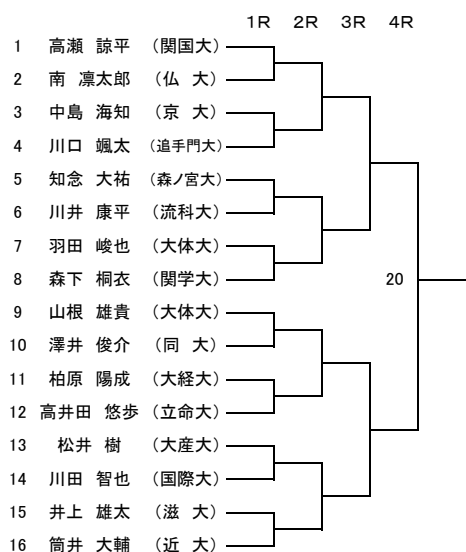 1R 2R 3R 4R
1 高瀬 諒平 (関国大)
2 南 凛太郎 (仏 大)
3 中島 海知 (京 大)
4 川口 颯太 (追手門大)
5 知念 大祐 (森ノ宮大)
6 川井 康平 (流科大)
7 羽田 峻也 (大体大)
8 森下 桐衣 (関学大)
20
9 山根 雄貴 (大体大)
10 澤井 俊介 (同 大)
11 柏原 陽成 (大経大)
12 高井田 悠歩 (立命大)
13 松井 樹 (大産大)
14 川田 智也 (国際大)
15 井上 雄太 (滋 大)
16 筒井 大輔 (近 大)